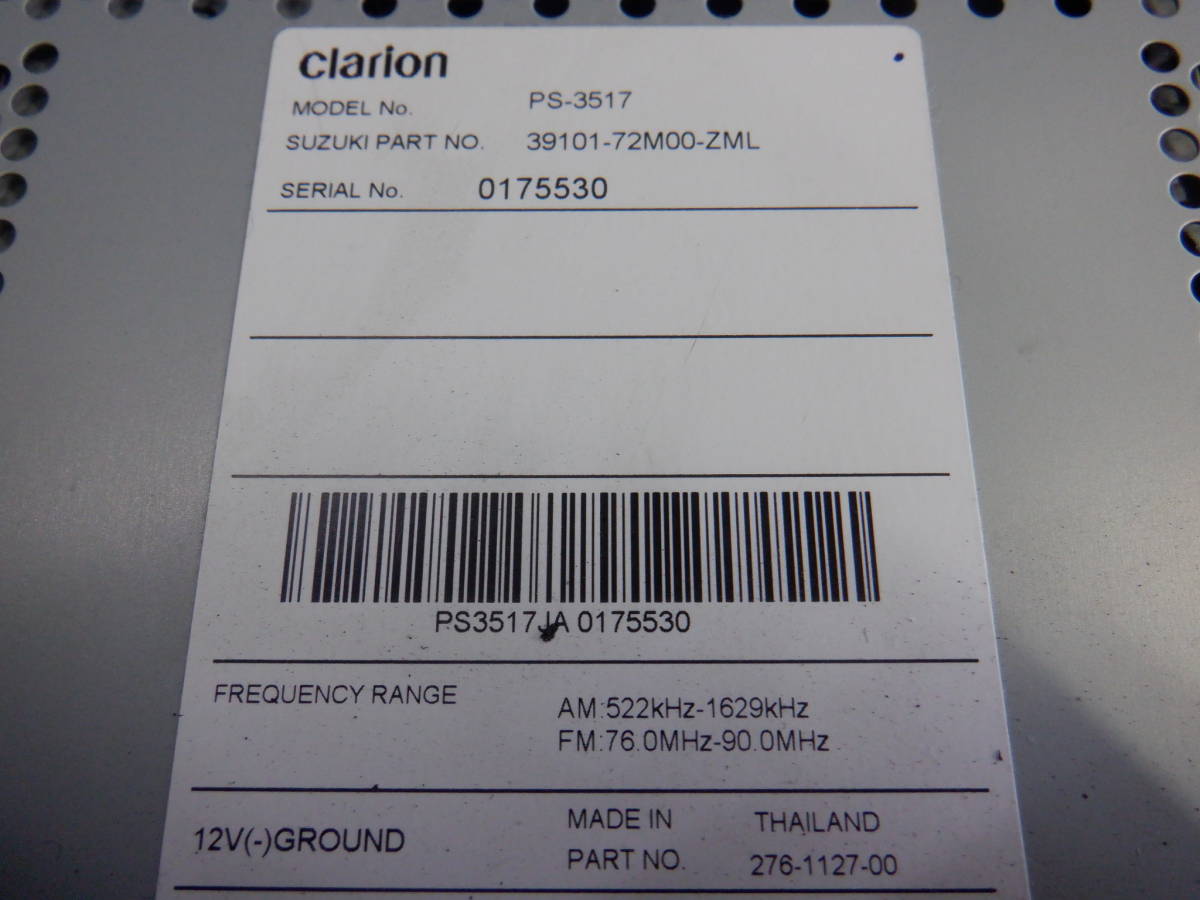 clarion
MODEL No. PS-3517
SUZUKI PART NO. 39101-72M00-ZML
SERIAL No. 0175530
PS3517JA 0175530
FREQUENCY RANGE AM:522kHz-1629kHz
FM:76.0MHz-90.0MHz
12V(-)GROUND MADE IN THAILAND
PART NO. 276-1127-00